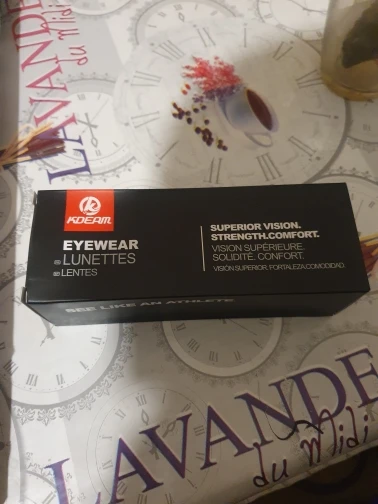 LAVANDE
du Midi
KDEAM
EYEWEAR
LUNETTES
LENTES
SUPERIOR VISION.
STRENGTH.COMFORT.
VISION SUPÉRIEURE.
SOLIDITÉ. CONFORT.
VISIÓN SUPERIOR. FORTALEZA.COMODIDAD.
SEE LIKE AN ATHLETE
LAVANDE
du Midi